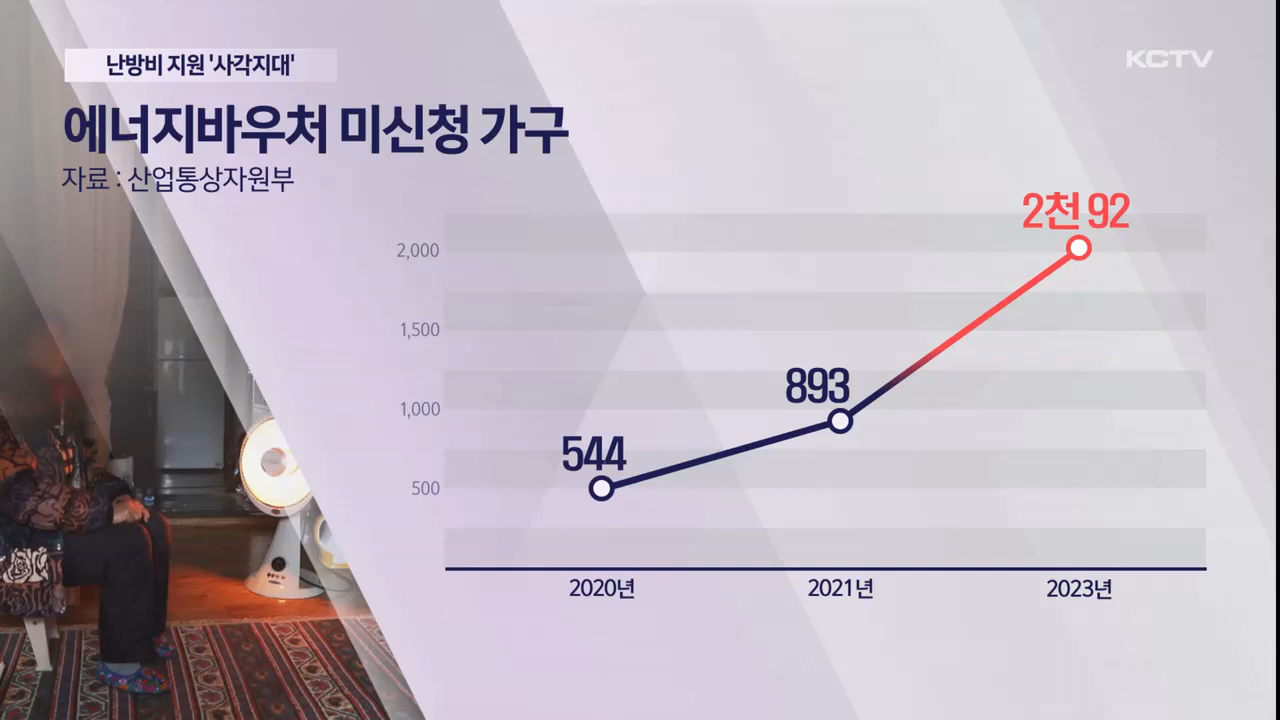 난방비 지원 '사각지대'
KCTV
에너지바우처 미신청 가구
자료 : 산업통상자원부
2천 92
2,000
1,500
893
1,000
544
500
2020년 2021년 2023년